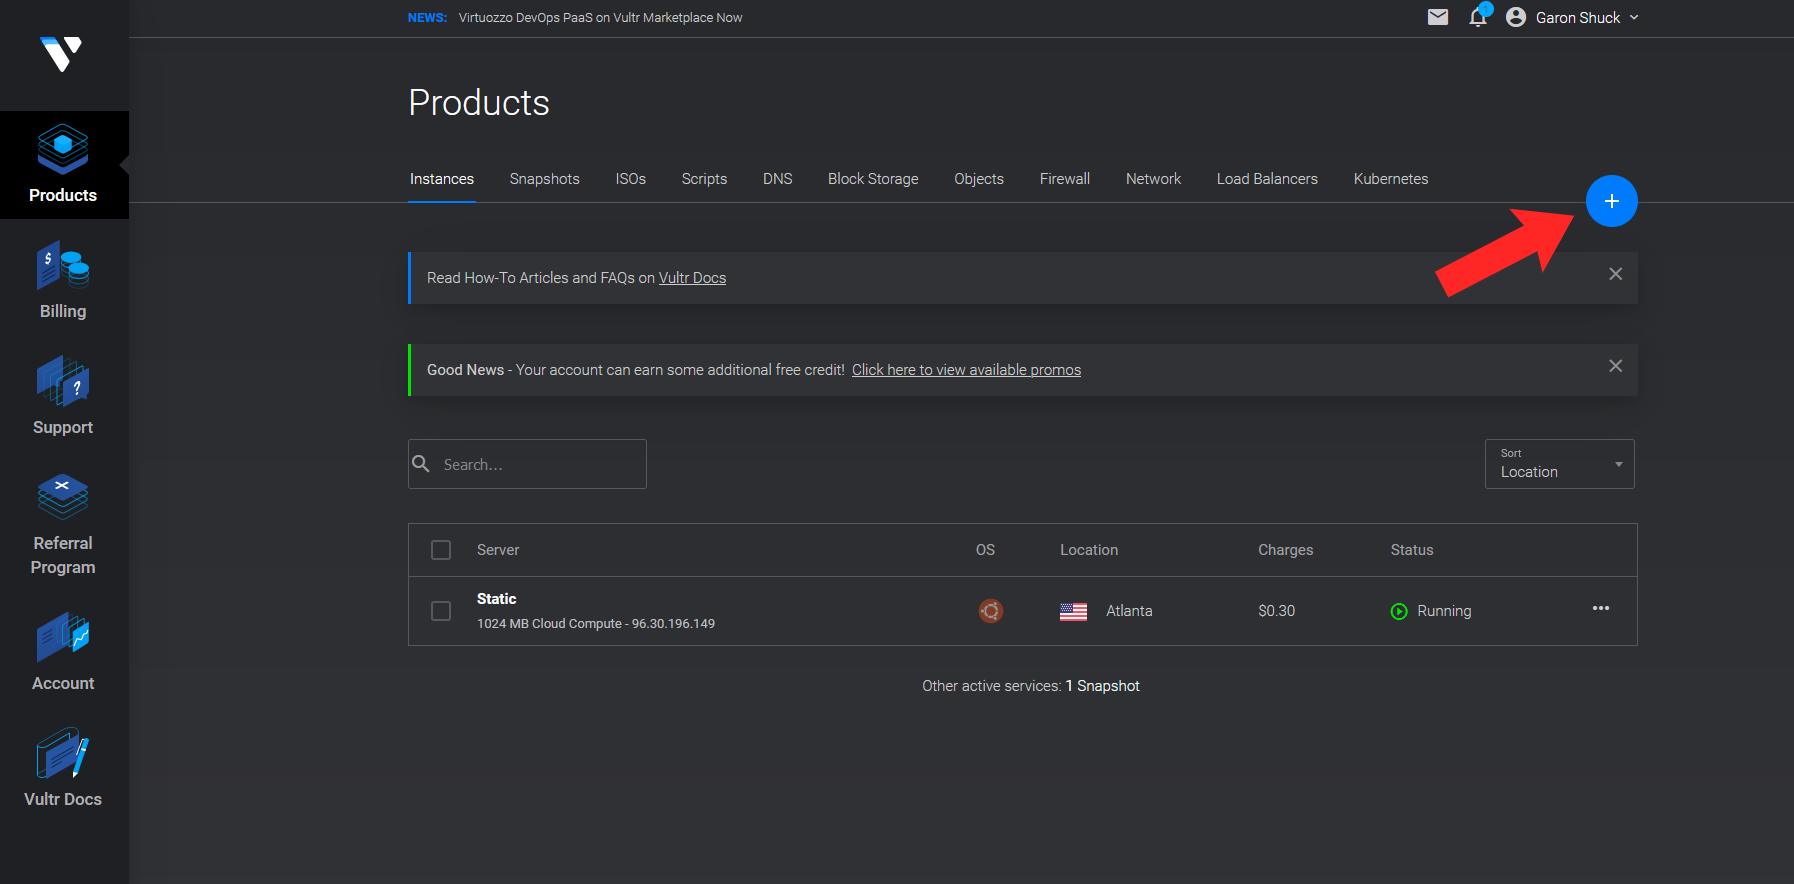 NEWS: Virtuozzo DevOps PaaS on Vultr Marketplace Now
1
Garon Shuck
Products
Billing
Support
Referral
Program
Account
Vultr Docs
Products
Instances Snapshots ISOs Scripts DNS Block Storage Objects Firewall Network Load Balancers Kubernetes
+
Read How-To Articles and FAQs on Vultr Docs
Good News - Your account can earn some additional free credit! Click here to view available promos
Search...
Sort
Location
Server OS Location Charges Status
Static
1024 MB Cloud Compute - 96.30.196.149
Atlanta $0.30 Running
Other active services: 1 Snapshot